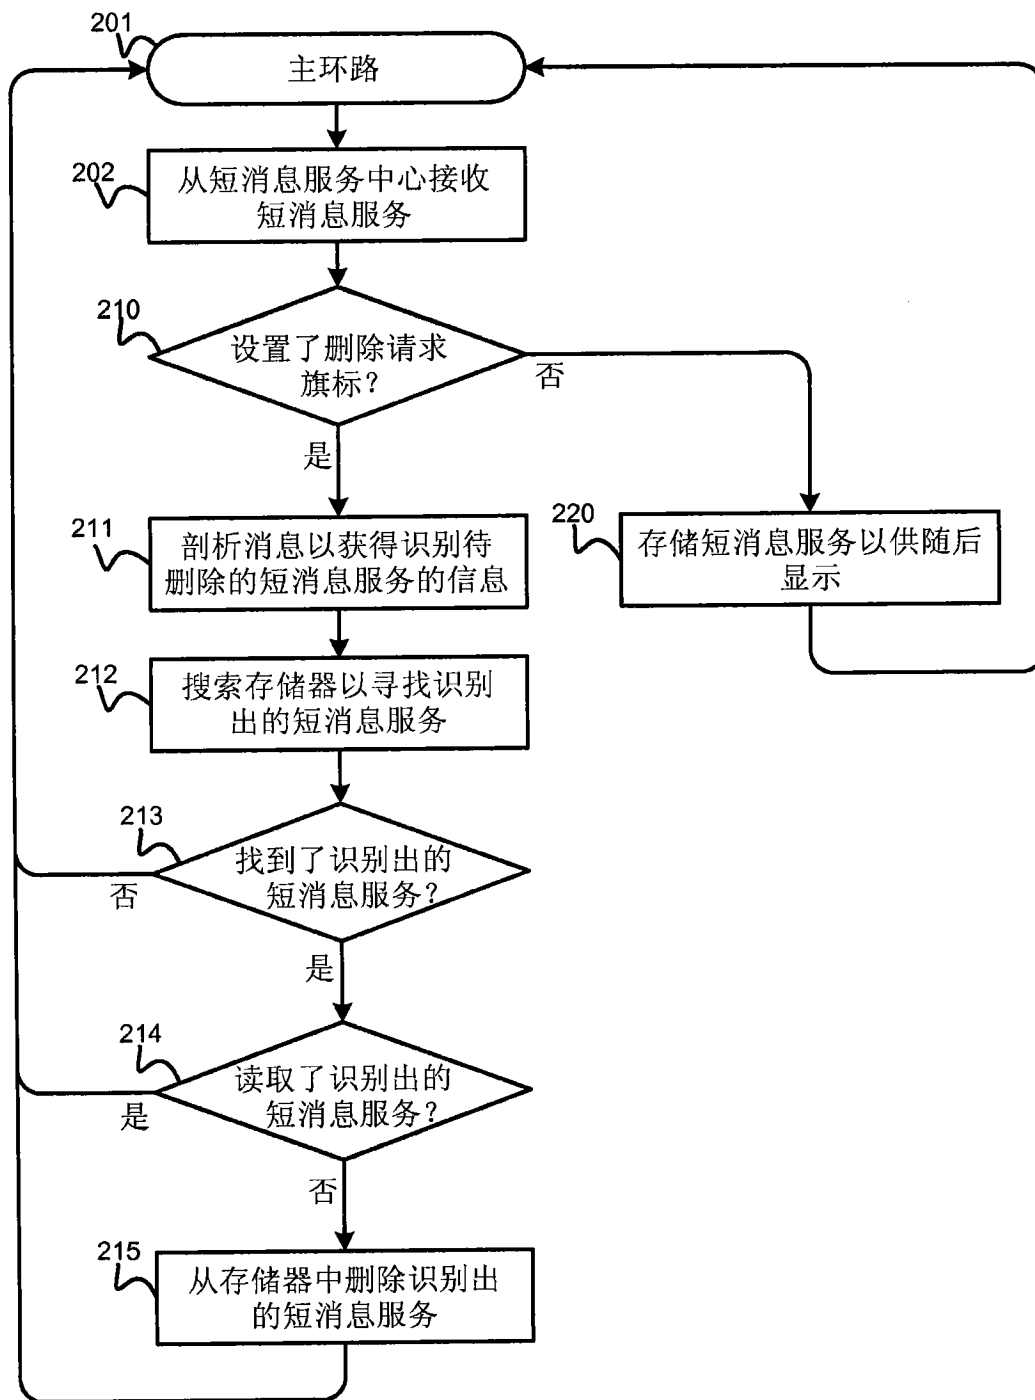 201
主环路
202
从短消息服务中心接收
短消息服务
210
设置了删除请求
旗标?
否
是
211
剖析消息以获得识别待
删除的短消息服务的信息
220
存储短消息服务以供随后
显示
212
搜索存储器以寻找识别
出的短消息服务
213
找到了识别出的
短消息服务?
否
是
214
读取了识别出的
短消息服务?
是
否
215
从存储器中删除识别出
的短消息服务